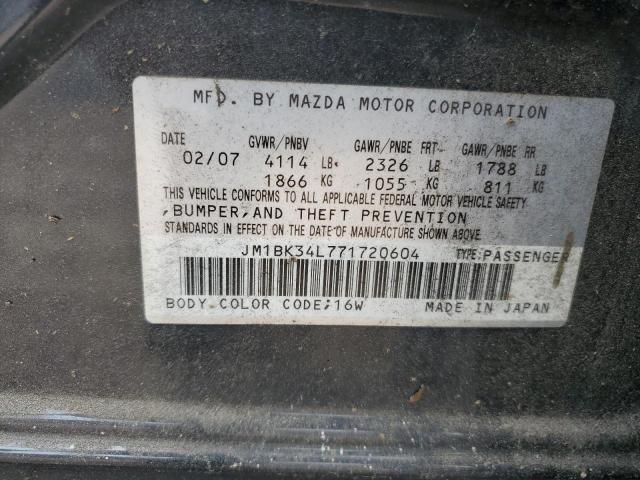 MFD. BY MAZDA MOTOR CORPORATION
DATE GVWR/PNBV GAWR/PNBE FRT GAWR/PNBE RR
02/07 4114 LB 2326 LB 1788 LB
1866 KG 1055 KG 811 KG
THIS VEHICLE CONFORMS TO ALL APPLICABLE FEDERAL MOTOR VEHICLE SAFETY
,BUMPER,AND THEFT PREVENTION
STANDARDS IN EFFECT ON THE DATE OF MANUFACTURE SHOWN ABOVE.
JM1BK34L771720604 TYPE:PASSENGER
BODY COLOR CODE:16W MADE IN JAPAN